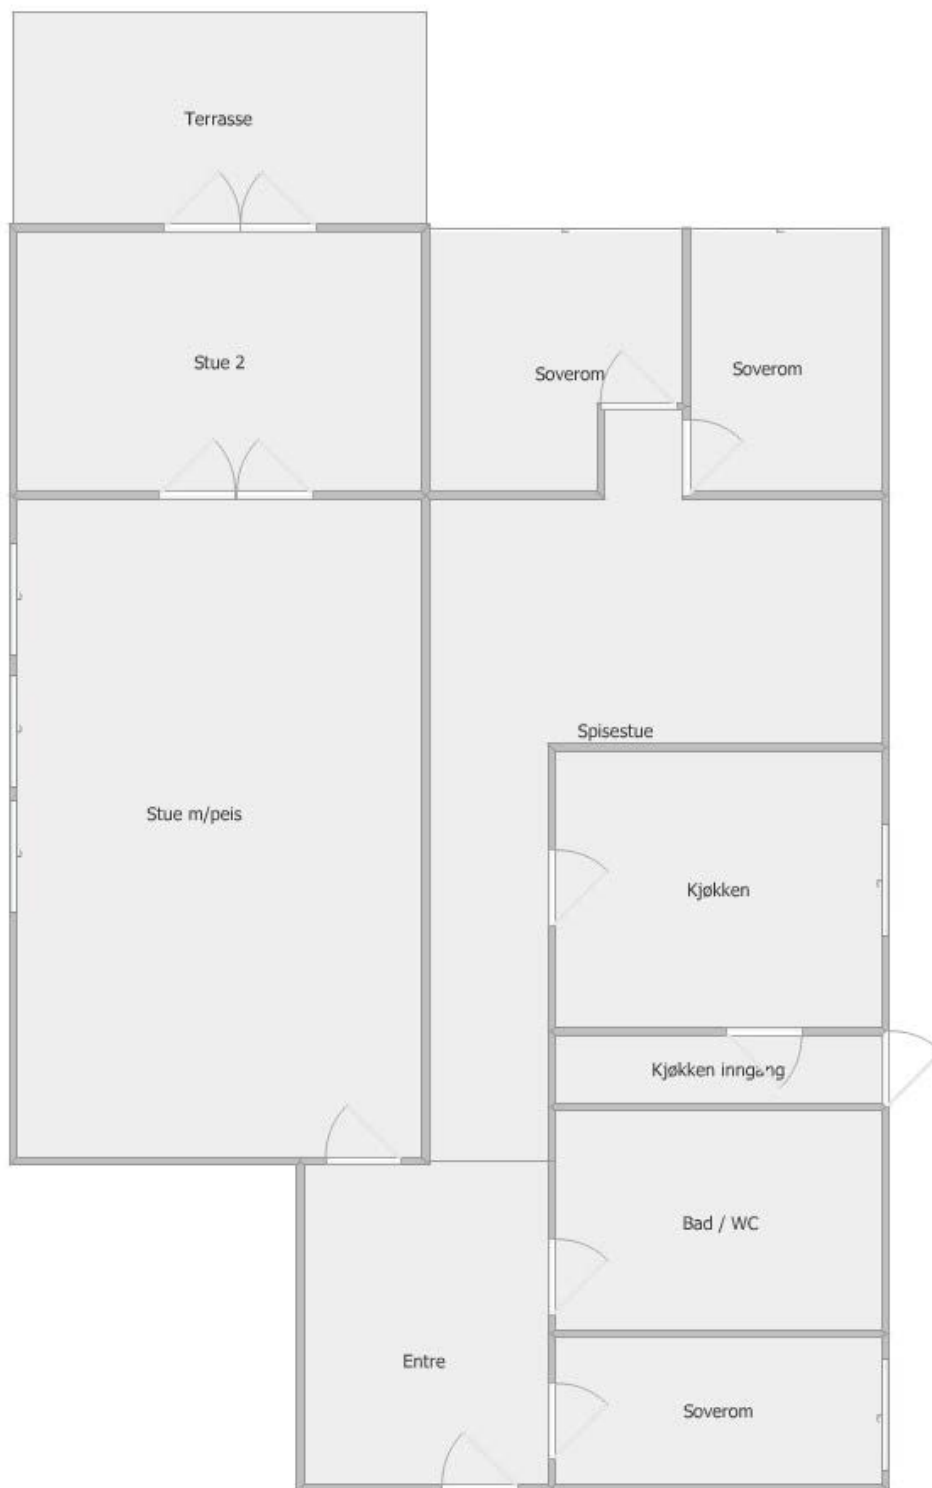 Terrasse
Stue 2
Soverom
Soverom
Spisestue
Stue m/peis
Kjøkken
Kjøkken inngang
Bad / WC
Entre
Soverom